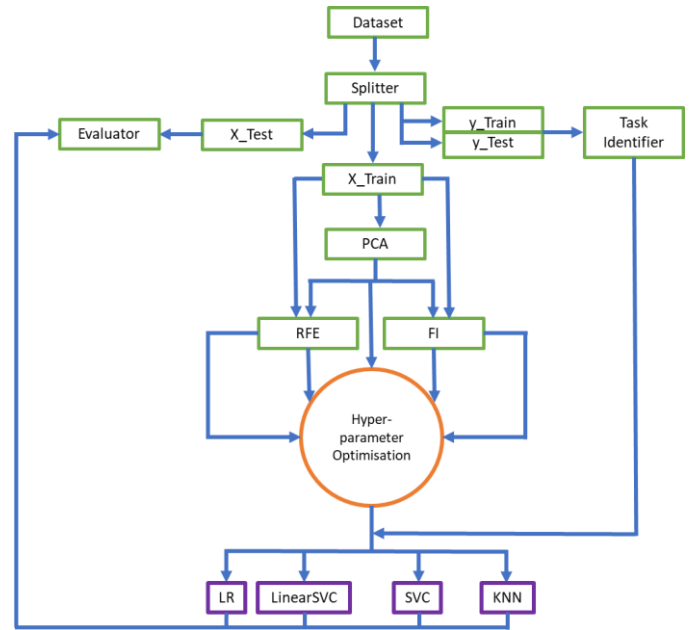 Dataset
Splitter
Evaluator
X_Test
y_Train
y_Test
Task
Identifier
X_Train
PCA
RFE
FI
Hyper-
parameter
Optimisation
LR
LinearSVC
SVC
KNN